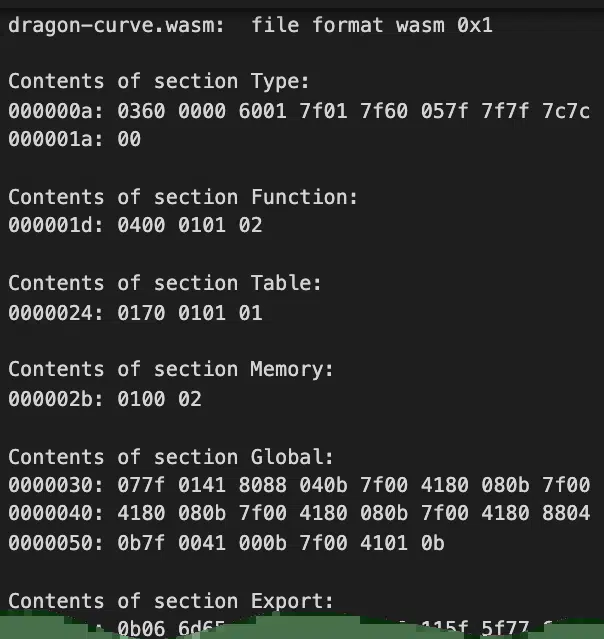 dragon-curve.wasm:  file format wasm 0x1
Contents of section Type:
000000a: 0360 0000 6001 7f01 7f60 057f 7f7f 7c7c
000001a: 00
Contents of section Function:
000001d: 0400 0101 02
Contents of section Table:
0000024: 0170 0101 01
Contents of section Memory:
000002b: 0100 02
Contents of section Global:
0000030: 077f 0141 8088 040b 7f00 4180 080b 7f00
0000040: 4180 080b 7f00 4180 080b 7f00 4180 8804
0000050: 0b7f 0041 000b 7f00 4101 0b
Contents of section Export:
: 0b06 115f 5f77